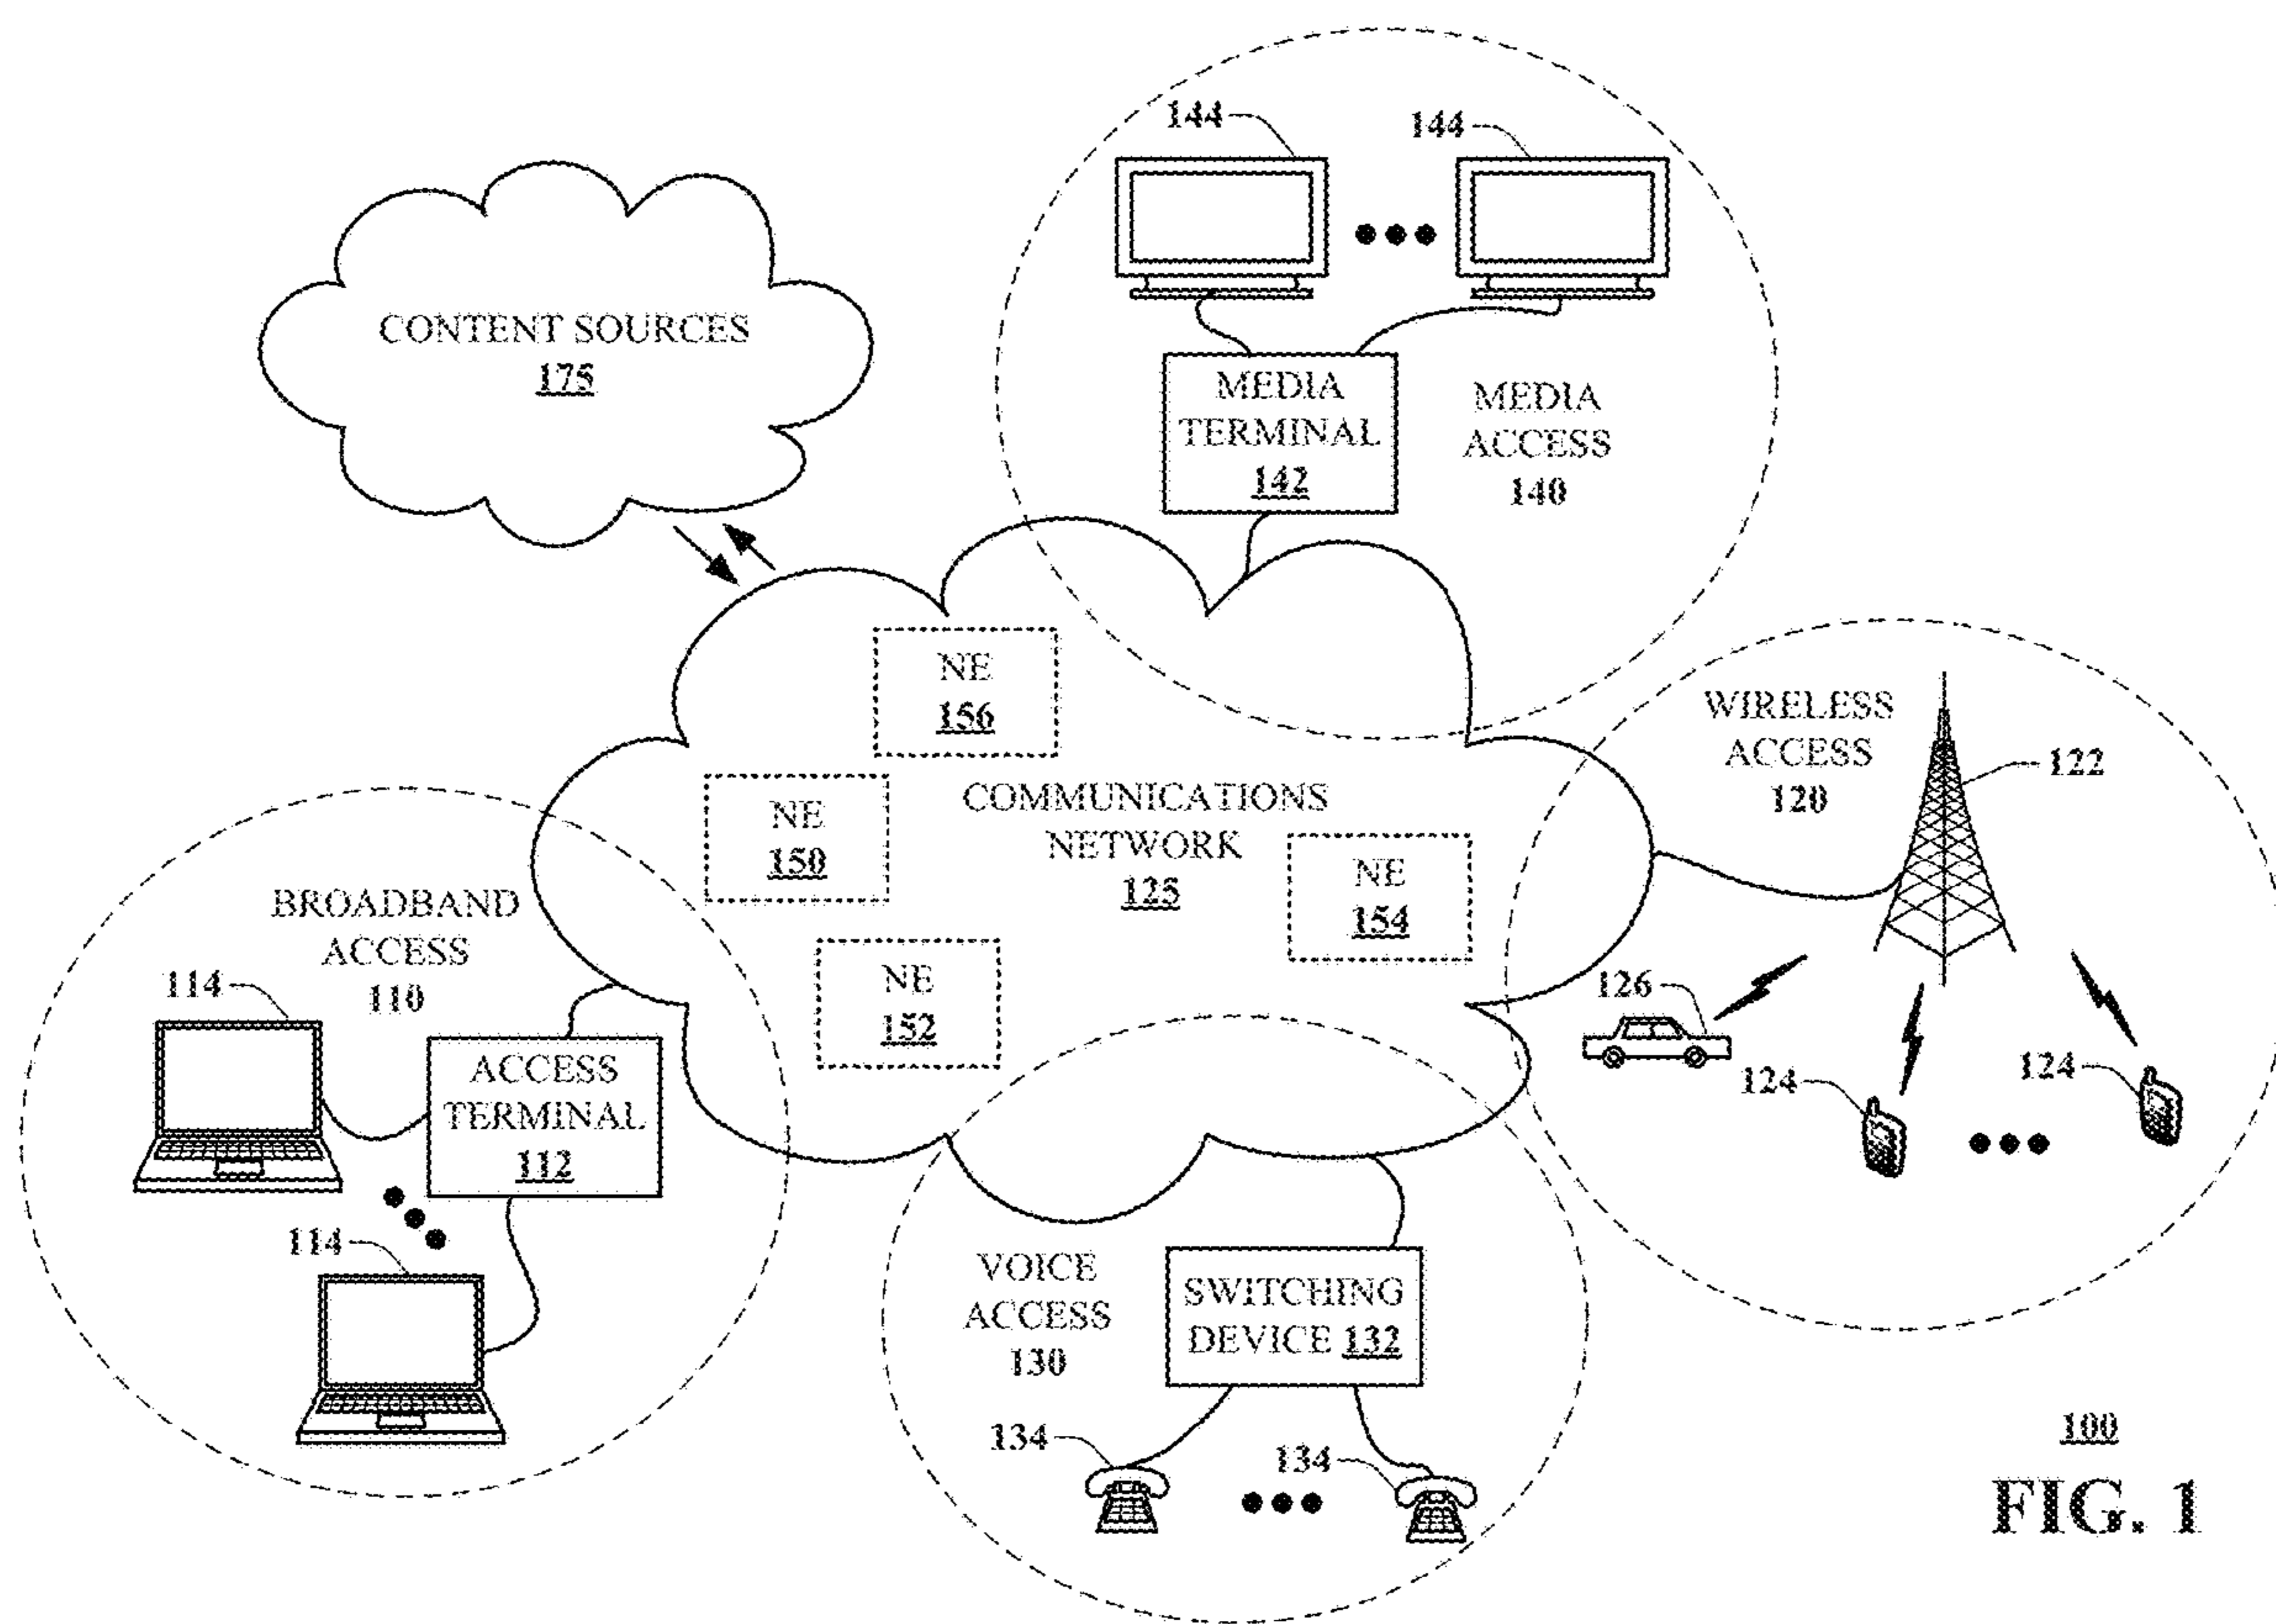 144
144
CONTENT SOURCES
175
MEDIA
TERMINAL
142
MEDIA
ACCESS
140
NE
156
WIRELESS
ACCESS
120
122
NE
150
COMMUNICATIONS
NETWORK
125
NE
154
BROADBAND
ACCESS
110
114
NE
152
126
124
124
ACCESS
TERMINAL
112
114
VOICE
ACCESS
130
SWITCHING
DEVICE 132
134
134
100
FIG. 1